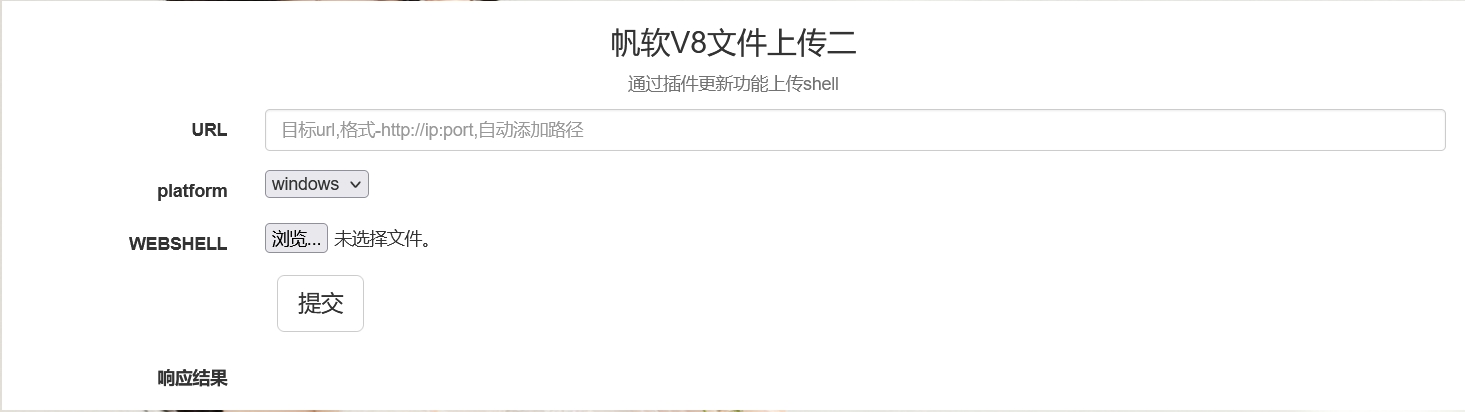 帆软V8文件上传二
通过插件更新功能上传shell
URL
目标url,格式-http://ip:port,自动添加路径
platform
windows
WEBSHELL
浏览... 未选择文件。
提交
响应结果